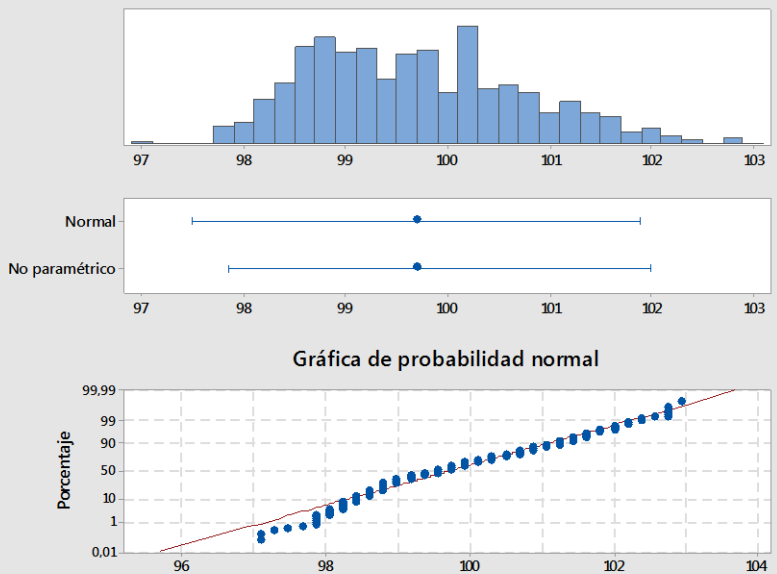 97 98 99 100 101 102 103
Normal
No paramétrico
97 98 99 100 101 102 103
Gráfica de probabilidad normal
Porcentaje
99,99
99
90
50
10
1
0,01
96 98 100 102 104